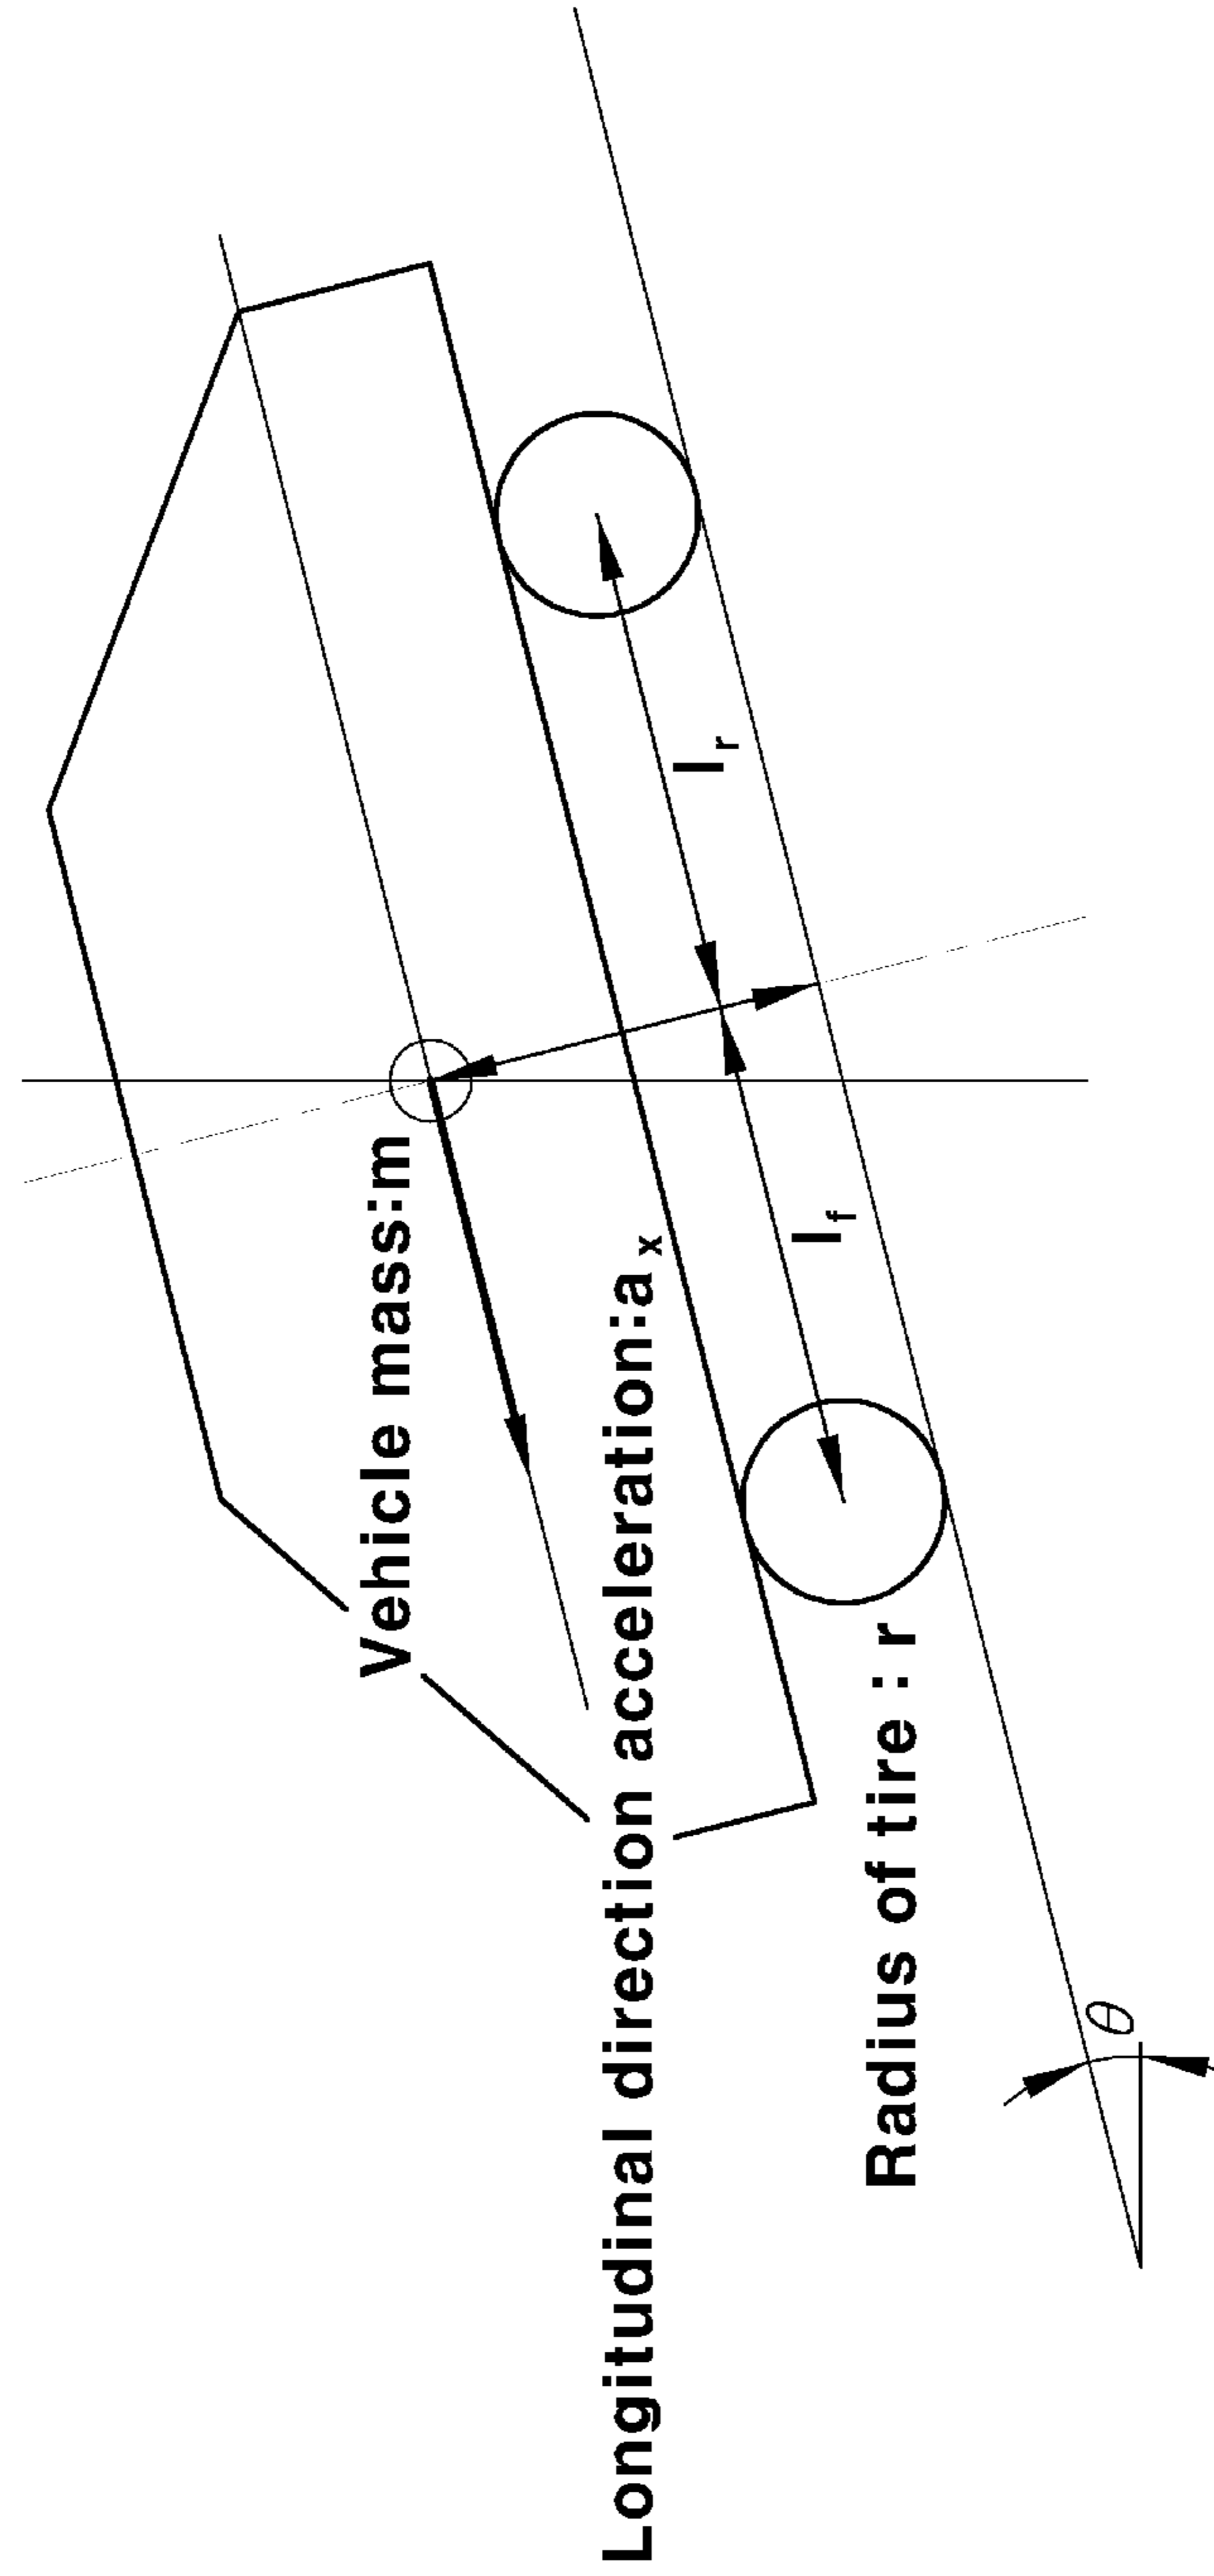 Vehicle mass:m
Longitudinal direction acceleration:aₓ
lᵣ
l_f
Radius of tire : r
θ